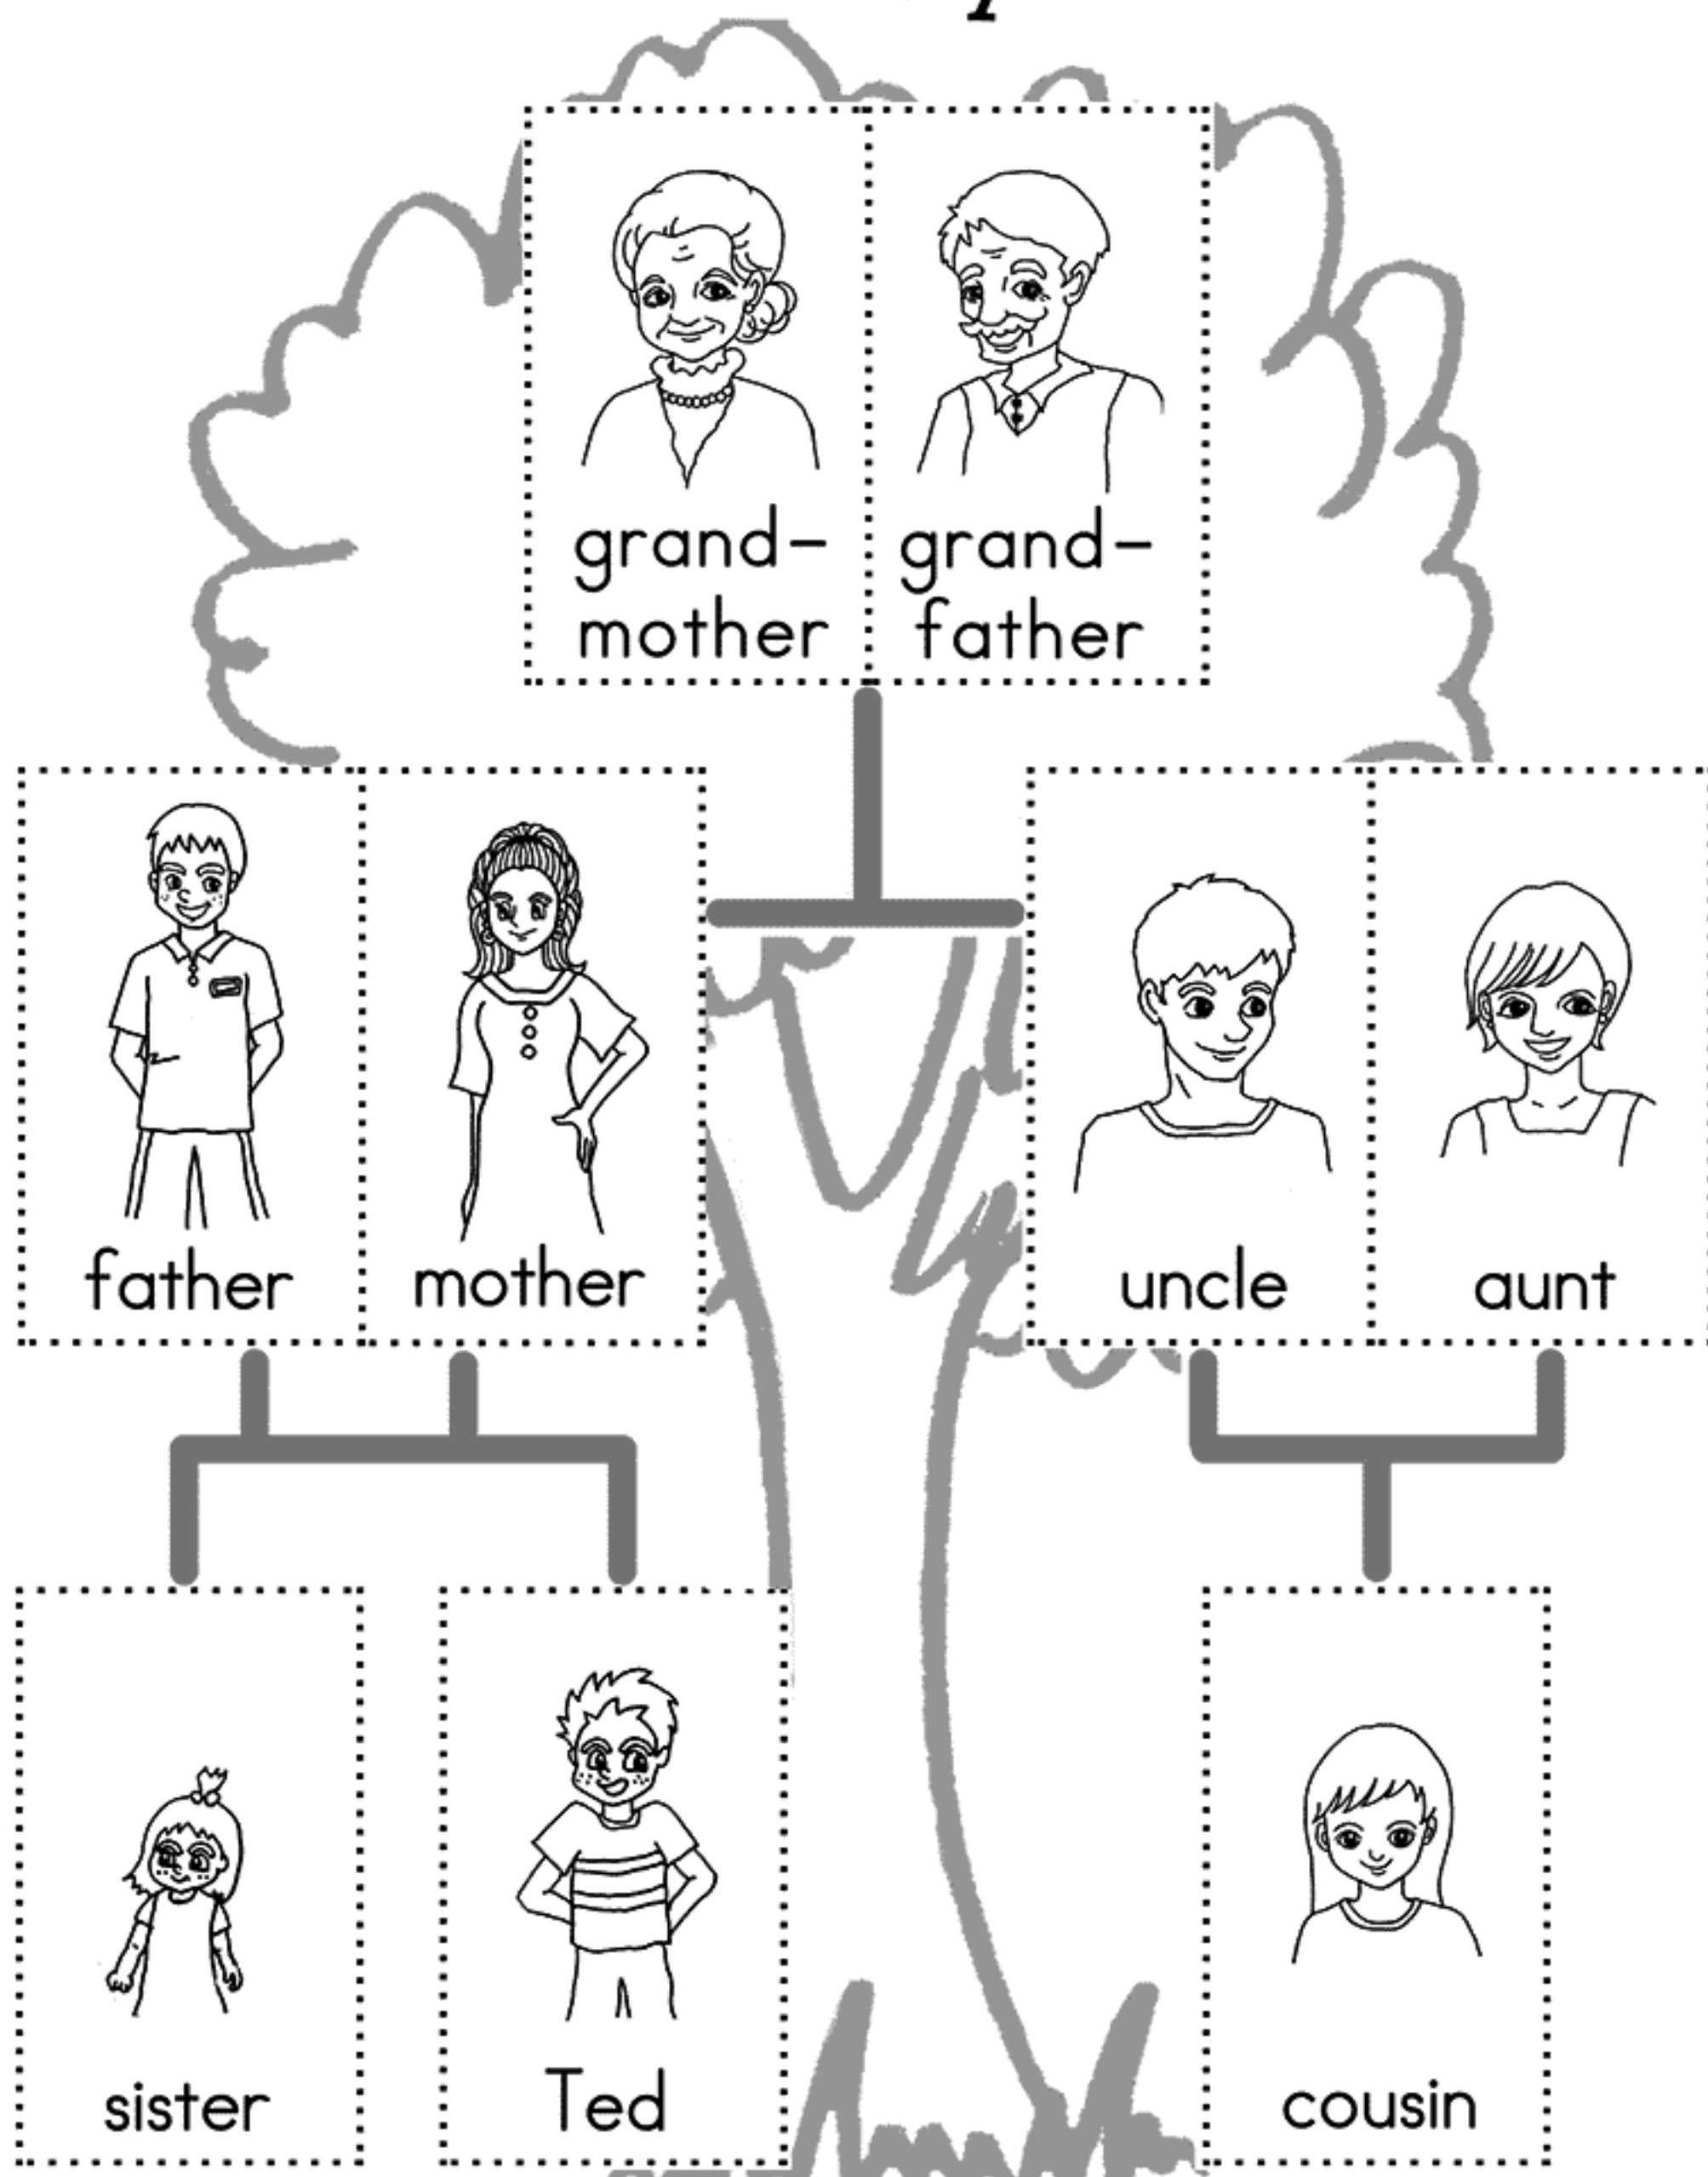 grand- grand-
mother father
father mother uncle aunt
sister Ted cousin